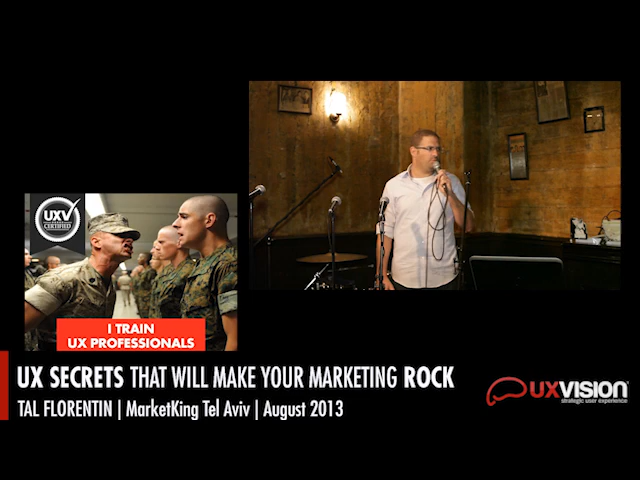 UXV
CERTIFIED
I TRAIN
UX PROFESSIONALS
UX SECRETS THAT WILL MAKE YOUR MARKETING ROCK
TAL FLORENTIN | MarketKing Tel Aviv | August 2013
UXVISION
strategic user experience